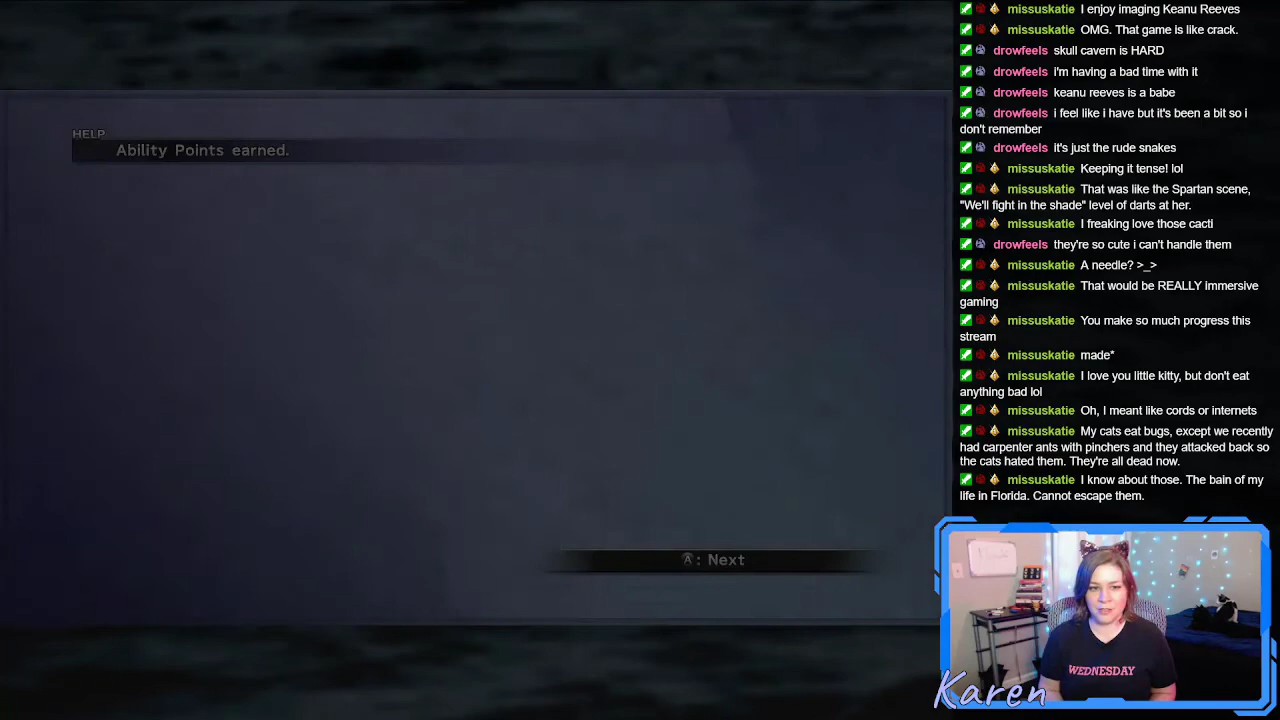 HELP
Ability Points earned.
Ⓐ: Next
missuskatie I enjoy imaging Keanu Reeves
missuskatie OMG. That game is like crack.
drowfeels skull cavern is HARD
drowfeels i'm having a bad time with it
drowfeels keanu reeves is a babe
drowfeels i feel like i have but it's been a bit so i
don't remember
drowfeels it's just the rude snakes
missuskatie Keeping it tense! lol
missuskatie That was like the Spartan scene,
"We'll fight in the shade" level of darts at her.
missuskatie I freaking love those cacti
drowfeels they're so cute i can't handle them
missuskatie A needle? >_>
missuskatie That would be REALLY immersive
gaming
missuskatie You make so much progress this
stream
missuskatie made*
missuskatie I love you little kitty, but don't eat
anything bad lol
missuskatie Oh, I meant like cords or internets
missuskatie My cats eat bugs, except we recently
had carpenter ants with pinchers and they attacked back so
the cats hated them. They're all dead now.
missuskatie I know about those. The bain of my
life in Florida. Cannot escape them.
WEDNESDAY
Karen